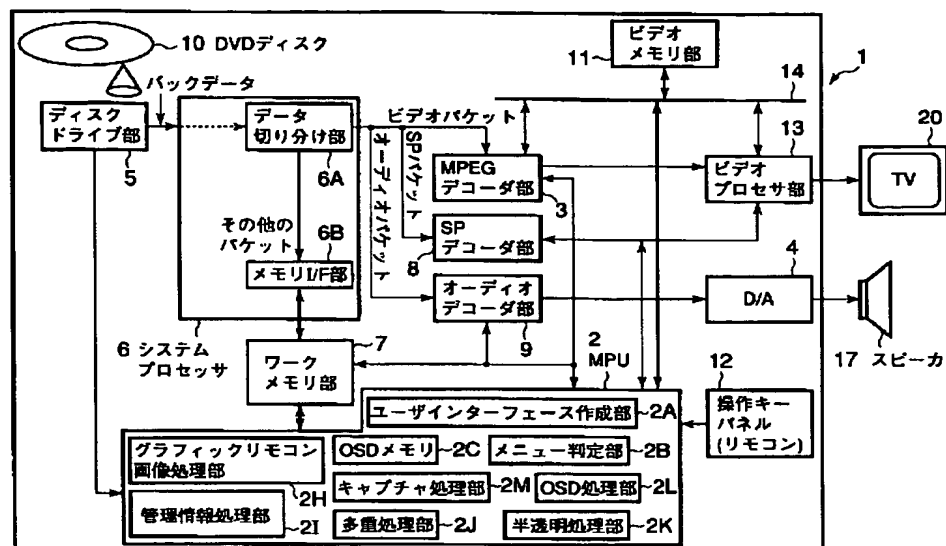 10 DVDディスク
パックデータ
ディスク
ドライブ部
5
データ
切り分け部
6A
その他の
パケット
6B
メモリI/F部
6 システム
プロセッサ
ビデオパケット
SPパケット
オーディオパケット
MPEG
デコーダ部
3
SP
デコーダ部
8
オーディオ
デコーダ部
9
ビデオ
メモリ部
11
14
1
13
ビデオ
プロセサ部
20
TV
4
D/A
17 スピーカ
7
ワーク
メモリ部
2
MPU
12
操作キー
パネル
(リモコン)
ユーザインターフェース作成部
2A
グラフィックリモコン
画像処理部
2H
OSDメモリ
2C
メニュー判定部
2B
キャプチャ処理部
2M
OSD処理部
2L
管理情報処理部
2I
多重処理部
2J
半透明処理部
2K